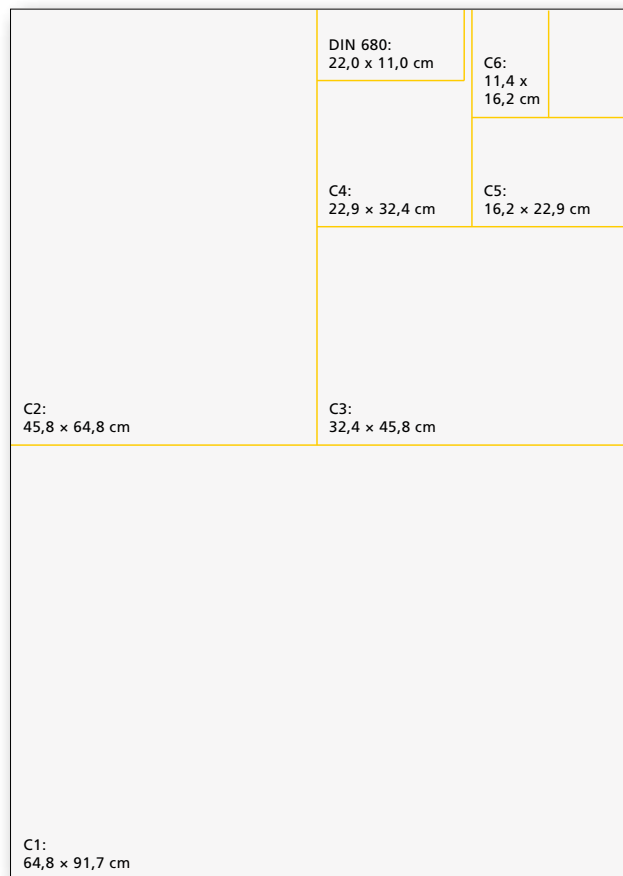 DIN 680:
22,0 x 11,0 cm
C6:
11,4 x
16,2 cm
C4:
22,9 × 32,4 cm
C5:
16,2 × 22,9 cm
C2:
45,8 × 64,8 cm
C3:
32,4 × 45,8 cm
C1:
64,8 × 91,7 cm